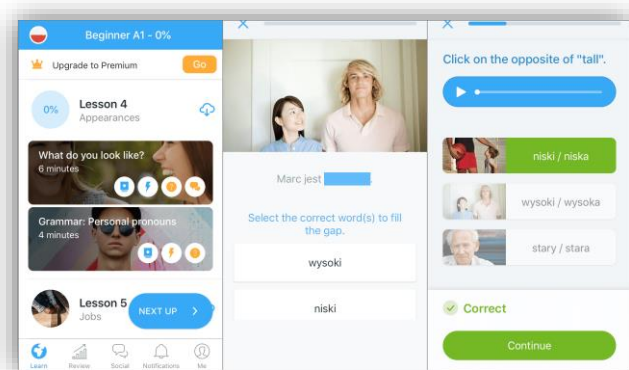 Beginner A1 - 0%
Upgrade to Premium
Go
0%
Lesson 4
Appearances
What do you look like?
6 minutes
Grammar: Personal pronouns
4 minutes
Lesson 5
Jobs
NEXT UP
Learn
Review
Social
Notifications
Me
Marc jest
Select the correct word(s) to fill
the gap.
wysoki
niski
Click on the opposite of "tall".
niski / niska
wysoki / wysoka
stary / stara
Correct
Continue